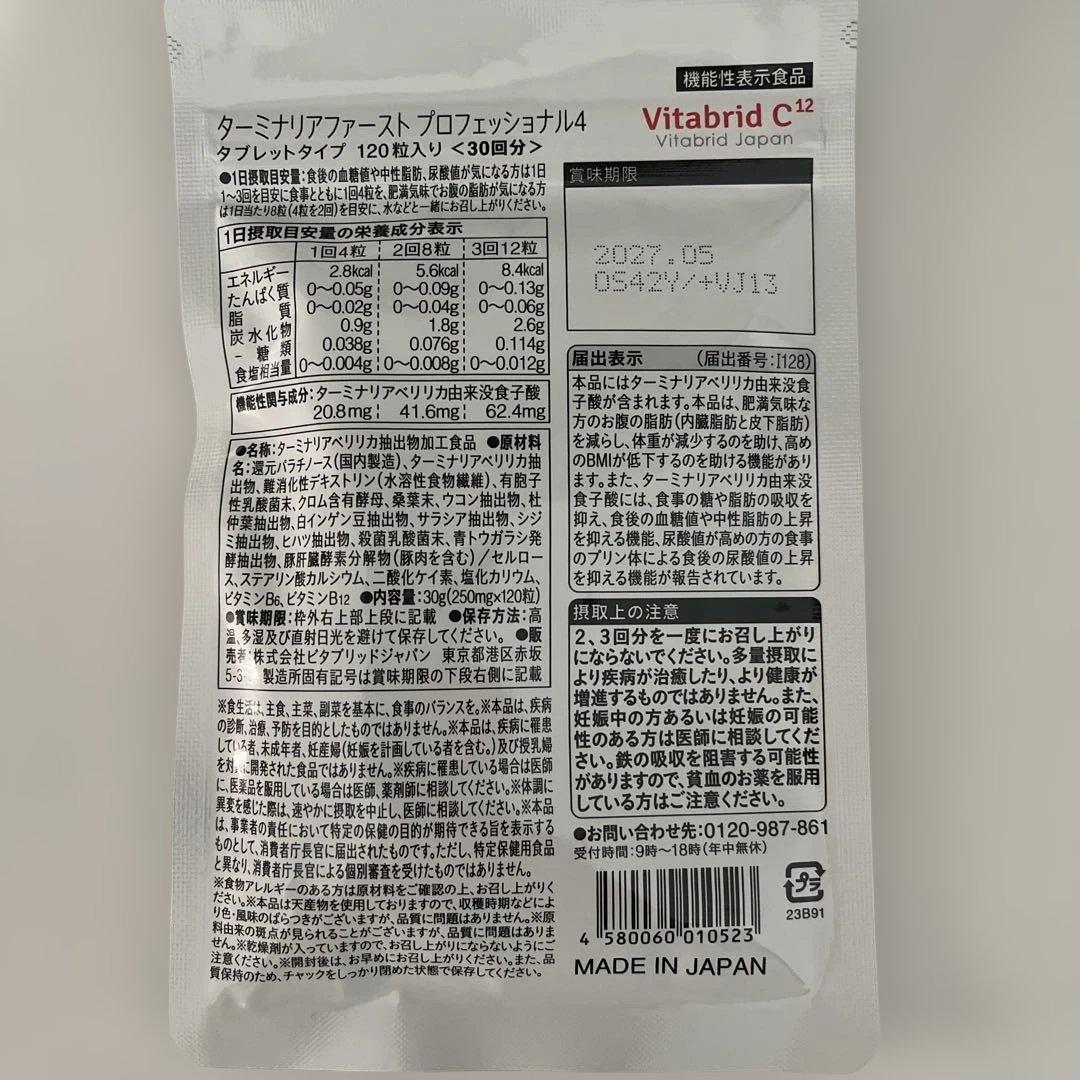 機能性表示食品
Vitabrid C12
Vitabrid Japan
ターミナリアファースト プロフェッショナル4
タブレットタイプ 120粒入り <30回分>
●1日摂取目安量:食後の血糖値や中性脂肪、尿酸値が気になる方は1日
1～3回を目安に食事とともに1回4粒を、肥満気味でお腹の脂肪が気になる方
は1日当たり8粒(4粒を2回)を目安に、水などと一緒にお召し上がりください。
1日摂取目安量の栄養成分表示
1回4粒 2回8粒 3回12粒
エネルギー 2.8kcal 5.6kcal 8.4kcal
たんぱく質 0～0.05g 0～0.09g 0～0.13g
脂質 0～0.02g 0～0.04g 0～0.06g
炭水化物 0.9g 1.8g 2.6g
- 糖類 0.038g 0.076g 0.114g
食塩相当量 0～0.004g 0～0.008g 0～0.012g
機能性関与成分:ターミナリアベリリカ由来没食子酸
20.8mg 41.6mg 62.4mg
●名称:ターミナリアベリリカ抽出物加工食品 ●原材料
名:還元パラチノース(国内製造)、ターミナリアベリリカ抽
出物、難消化性デキストリン(水溶性食物繊維)、有胞子
性乳酸菌末、クロム含有酵母、桑葉末、ウコン抽出物、杜
仲葉抽出物、白インゲン豆抽出物、サラシア抽出物、シジ
ミ抽出物、ヒハツ抽出物、殺菌乳酸菌末、青トウガラシ発
酵抽出物、豚肝臓酵素分解物(豚肉を含む)/セルロー
ス、ステアリン酸カルシウム、二酸化ケイ素、塩化カリウム、
ビタミンB6、ビタミンB12 ●内容量:30g(250mg×120粒)
●賞味期限:枠外右上部上段に記載 ●保存方法:高
温、多湿及び直射日光を避けて保存してください。 ●販
売者:株式会社ビタブリッドジャパン 東京都港区赤坂
5-3- 製造所固有記号は賞味期限の下段右側に記載
※食生活は、主食、主菜、副菜を基本に、食事のバランスを。※本品は、疾病
の診断、治療、予防を目的としたものではありません。※本品は、疾病に罹患
している者、未成年者、妊産婦(妊娠を計画している者を含む。)及び授乳婦
を対象に開発された食品ではありません。※疾病に罹患している場合は医師
に、医薬品を服用している場合は医師、薬剤師に相談してください。※体調に
異変を感じた際は、速やかに摂取を中止し、医師に相談してください。※本品
は、事業者の責任において特定の保健の目的が期待できる旨を表示する
ものとして、消費者庁長官に届出されたものです。ただし、特定保健用食品
と異なり、消費者庁長官による個別審査を受けたものではありません。
※食物アレルギーのある方は原材料をご確認の上、お召し上がりく
ださい。※本品は天産物を使用しておりますので、収穫時期などによ
り色・風味のばらつきがございますが、品質に問題はありません。※原
料由来の斑点が見られることがございますが、品質に問題はありま
せん。※乾燥剤が入っていますので、お召し上がりにならないようにご
注意ください。※開封後は、お早めにお召し上がりください。また、品
質保持のため、チャックをしっかり閉めた状態で保存してください。
賞味期限
2027.05
0S42Y/+VJ13
届出表示 (届出番号:I128)
本品にはターミナリアベリリカ由来没食
子酸が含まれます。本品は、肥満気味な
方のお腹の脂肪(内臓脂肪と皮下脂肪)
を減らし、体重が減少するのを助け、高め
のBMIが低下するのを助ける機能があり
ます。また、ターミナリアベリリカ由来没
食子酸には、食事の糖や脂肪の吸収を
抑え、食後の血糖値や中性脂肪の上昇
を抑える機能、尿酸値が高めの方の食事
のプリン体による食後の尿酸値の上昇
を抑える機能が報告されています。
摂取上の注意
2、3回分を一度にお召し上がり
にならないでください。多量摂取に
より疾病が治癒したり、より健康が
増進するものではありません。また、
妊娠中の方あるいは妊娠の可能
性のある方は医師に相談してくだ
さい。鉄の吸収を阻害する可能性
がありますので、貧血のお薬を服用
している方はご注意ください。
●お問い合わせ先:0120-987-861
受付時間:9時～18時(年中無休)
プラ
23B91
4 580060 010523
MADE IN JAPAN